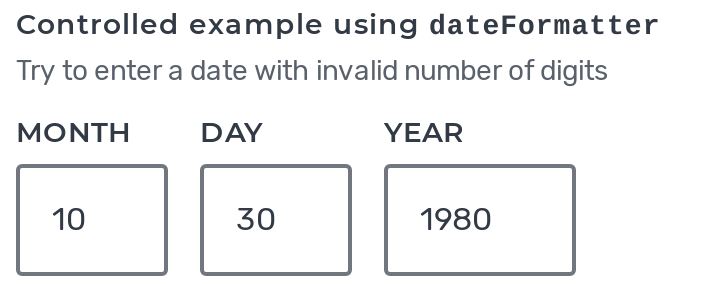 Controlled example using dateFormatter
Try to enter a date with invalid number of digits
MONTH DAY YEAR
10 30 1980